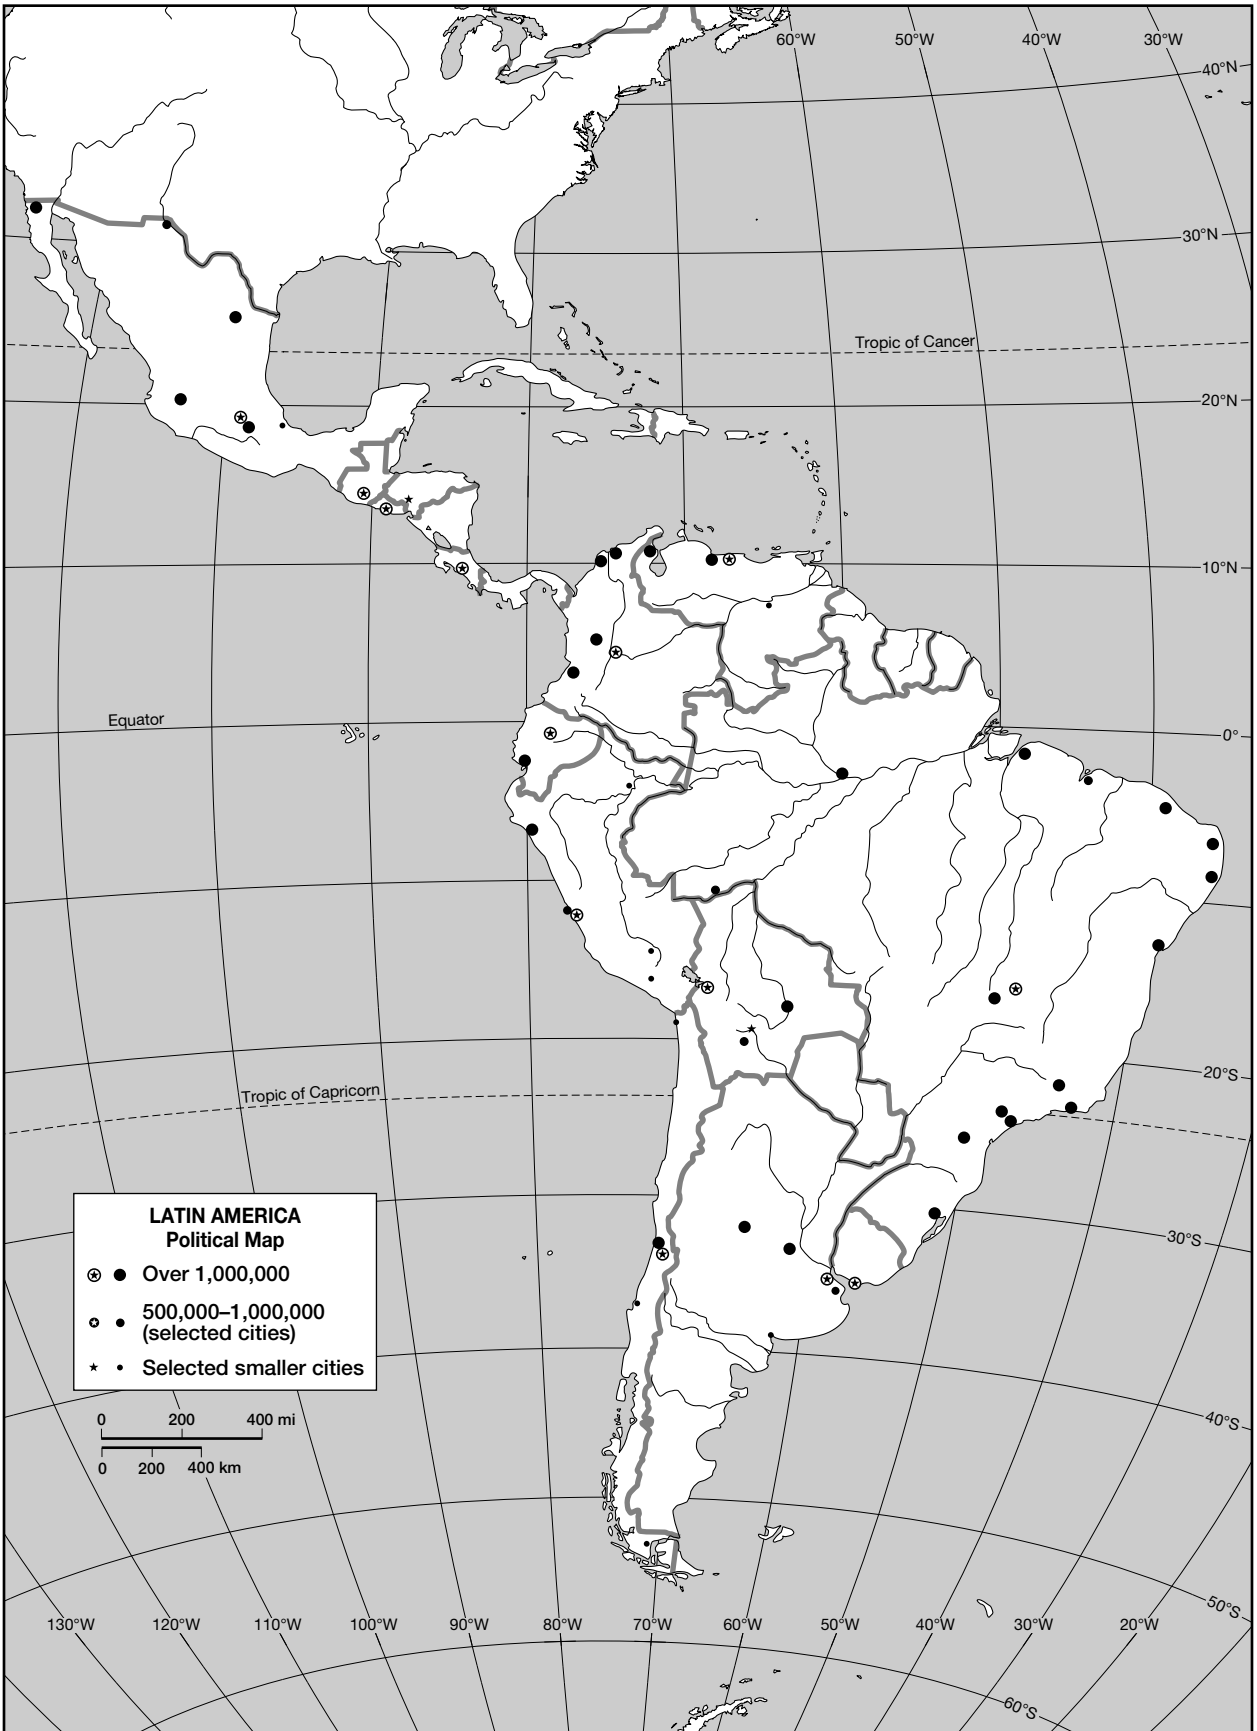 60°W
50°W
40°W
30°W
40°N
30°N
Tropic of Cancer
20°N
10°N
Equator
0°
20°S
Tropic of Capricorn
LATIN AMERICA
Political Map
Over 1,000,000
500,000–1,000,000
(selected cities)
Selected smaller cities
30°S
0 200 400 mi
0 200 400 km
40°S
50°S
130°W 120°W 110°W 100°W 90°W 80°W 70°W 60°W 50°W 40°W 30°W 20°W
60°S